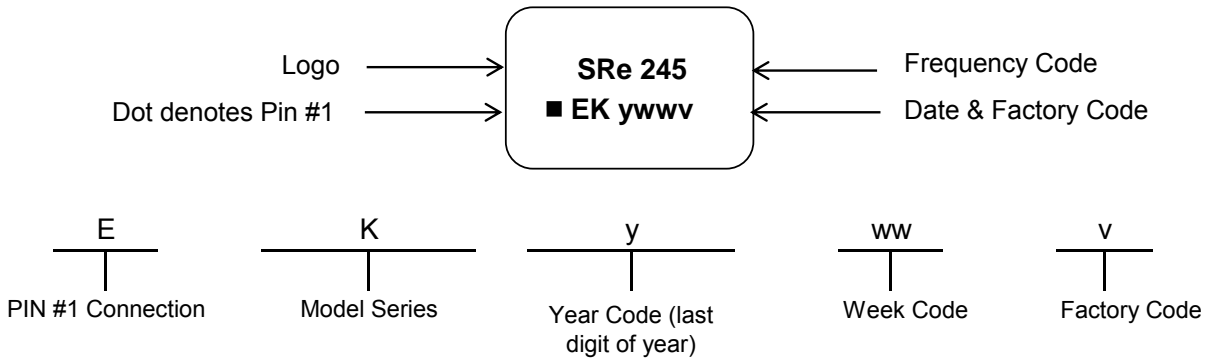 Logo
SRe 245
Frequency Code
Dot denotes Pin #1
■ EK ywwv
Date & Factory Code
E
K
y
ww
v
PIN #1 Connection
Model Series
Year Code (last
digit of year)
Week Code
Factory Code